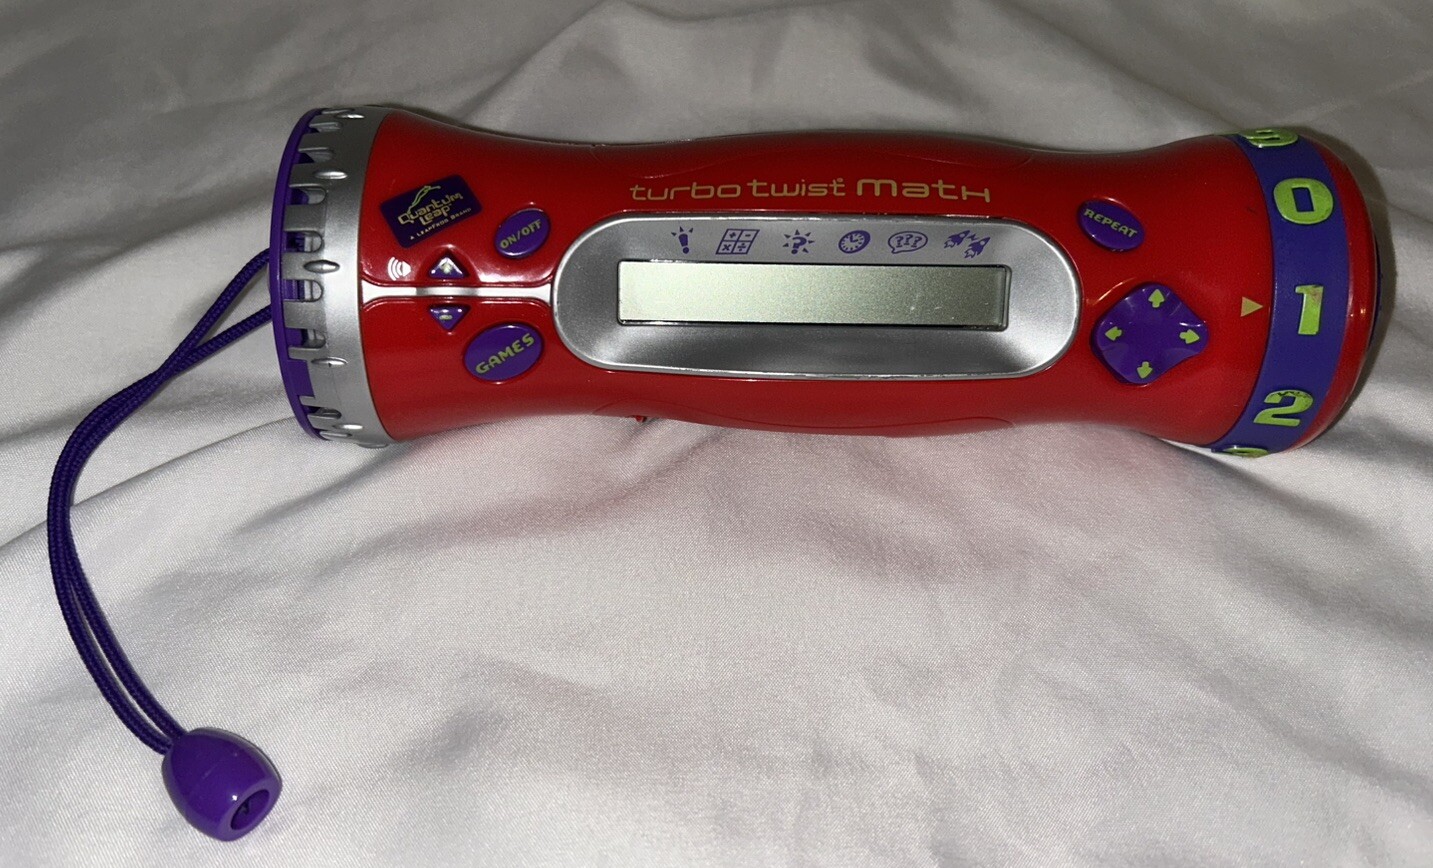 Quantum
Leap
A LEAPFROG BRAND
ON/OFF
GAMES
turbo twist® math
+ -
× ÷
?
???
REPEAT
0
1
2